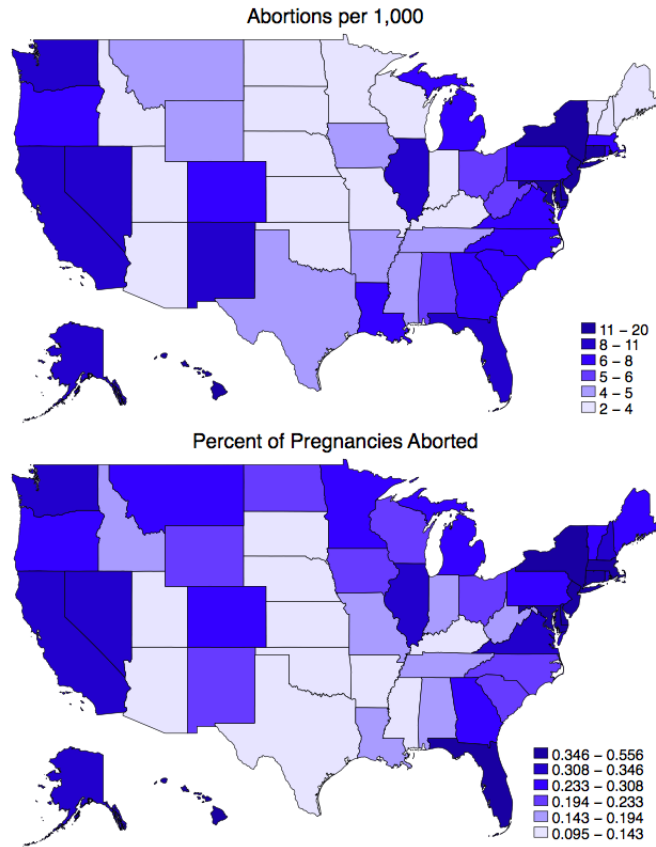 Abortions per 1,000
11 – 20
8 – 11
6 – 8
5 – 6
4 – 5
2 – 4
Percent of Pregnancies Aborted
0.346 – 0.556
0.308 – 0.346
0.233 – 0.308
0.194 – 0.233
0.143 – 0.194
0.095 – 0.143